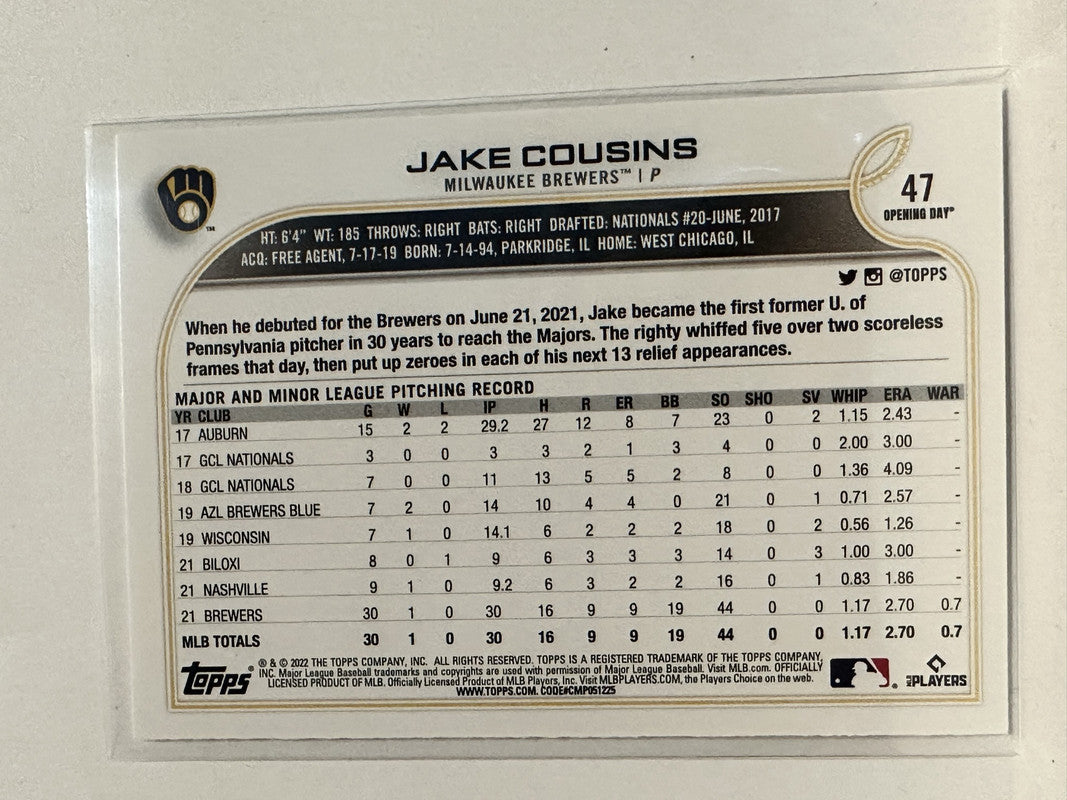 JAKE COUSINS
MILWAUKEE BREWERS™ | P
47
OPENING DAY®
HT: 6'4" WT: 185 THROWS: RIGHT BATS: RIGHT DRAFTED: NATIONALS #20-JUNE, 2017
ACQ: FREE AGENT, 7-17-19 BORN: 7-14-94, PARKRIDGE, IL HOME: WEST CHICAGO, IL
@TOPPS
When he debuted for the Brewers on June 21, 2021, Jake became the first former U. of
Pennsylvania pitcher in 30 years to reach the Majors. The righty whiffed five over two scoreless
frames that day, then put up zeroes in each of his next 13 relief appearances.
MAJOR AND MINOR LEAGUE PITCHING RECORD
YR CLUB G W L IP H R ER BB SO SHO SV WHIP ERA WAR
17 AUBURN 15 2 2 29.2 27 12 8 7 23 0 2 1.15 2.43 -
17 GCL NATIONALS 3 0 0 3 3 2 1 3 4 0 0 2.00 3.00 -
18 GCL NATIONALS 7 0 0 11 13 5 5 2 8 0 0 1.36 4.09 -
19 AZL BREWERS BLUE 7 2 0 14 10 4 4 0 21 0 1 0.71 2.57 -
19 WISCONSIN 7 1 0 14.1 6 2 2 2 18 0 2 0.56 1.26 -
21 BILOXI 8 0 1 9 6 3 3 3 14 0 3 1.00 3.00 -
21 NASHVILLE 9 1 0 9.2 6 3 2 2 16 0 1 0.83 1.86 -
21 BREWERS 30 1 0 30 16 9 9 19 44 0 0 1.17 2.70 0.7
MLB TOTALS 30 1 0 30 16 9 9 19 44 0 0 1.17 2.70 0.7
Topps®
® & © 2022 THE TOPPS COMPANY, INC. ALL RIGHTS RESERVED. TOPPS IS A REGISTERED TRADEMARK OF THE TOPPS COMPANY,
INC. Major League Baseball trademarks and copyrights are used with permission of Major League Baseball. Visit MLB.com. OFFICIALLY
LICENSED PRODUCT OF MLB. Officially Licensed Product of MLB Players, Inc. Visit MLBPLAYERS.COM, the Players Choice on the web.
WWW.TOPPS.COM. CODE#CMP051225
MLB PLAYERS